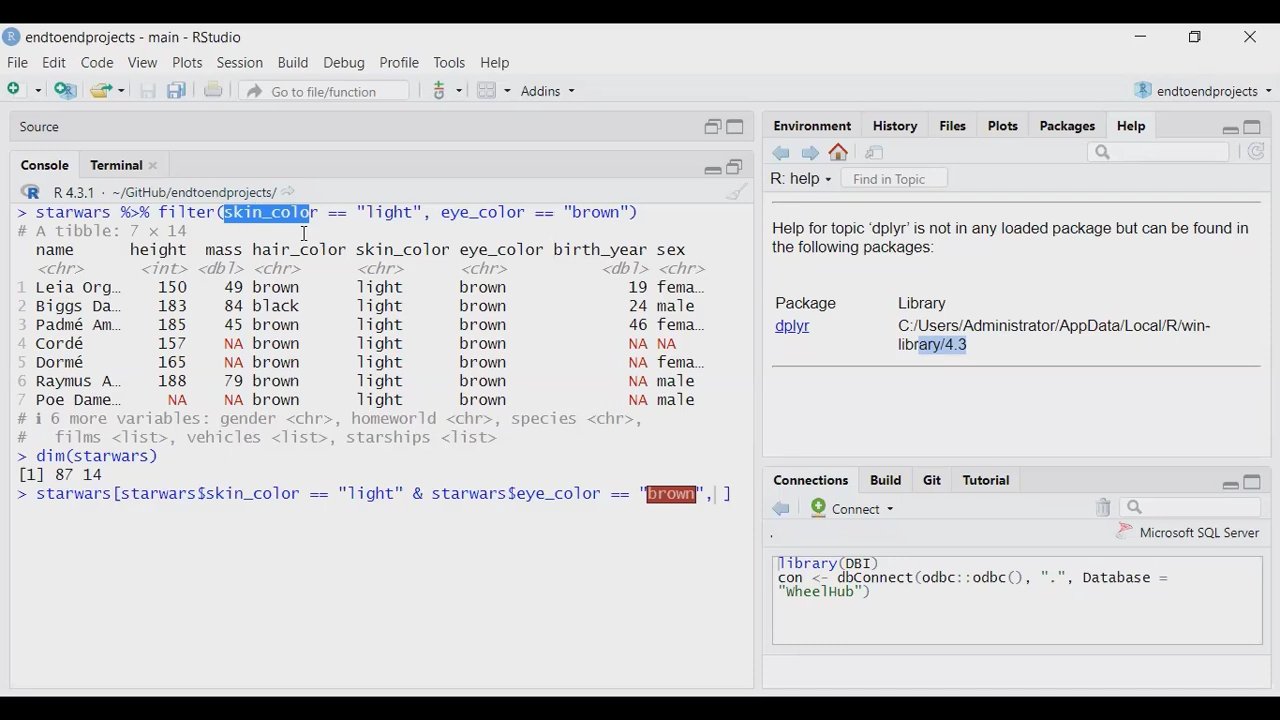 endtoendprojects - main - RStudio
File Edit Code View Plots Session Build Debug Profile Tools Help
Go to file/function Addins endtoendprojects
Source
Console Terminal
R 4.3.1 · ~/GitHub/endtoendprojects/
> starwars %>% filter(skin_color == "light", eye_color == "brown")
# A tibble: 7 × 14
name height mass hair_color skin_color eye_color birth_year sex
<chr> <int> <dbl> <chr> <chr> <chr> <dbl> <chr>
1 Leia Org… 150 49 brown light brown 19 fema…
2 Biggs Da… 183 84 black light brown 24 male
3 Padmé Am… 185 45 brown light brown 46 fema…
4 Cordé 157 NA brown light brown NA NA
5 Dormé 165 NA brown light brown NA fema…
6 Raymus A… 188 79 brown light brown NA male
7 Poe Dame… NA NA brown light brown NA male
# ℹ 6 more variables: gender <chr>, homeworld <chr>, species <chr>,
# films <list>, vehicles <list>, starships <list>
> dim(starwars)
[1] 87 14
> starwars[starwars$skin_color == "light" & starwars$eye_color == "brown", ]
Environment History Files Plots Packages Help
R: help Find in Topic
Help for topic ‘dplyr’ is not in any loaded package but can be found
in the following packages:
Package Library
dplyr C:/Users/Administrator/AppData/Local/R/win-
library/4.3
Connections Build Git Tutorial
Connect
Microsoft SQL Server
library(DBI)
con <- dbConnect(odbc::odbc(), ".", Database =
"WheelHub")